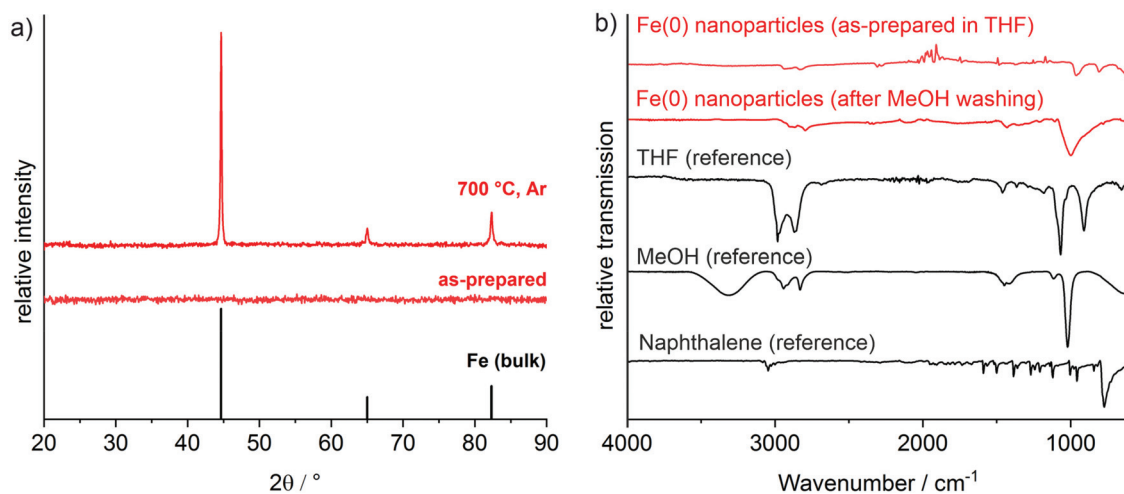 a)
700 °C, Ar
as-prepared
Fe (bulk)
relative intensity
20 30 40 50 60 70 80 90
2θ / °
b)
Fe(0) nanoparticles (as-prepared in THF)
Fe(0) nanoparticles (after MeOH washing)
THF (reference)
MeOH (reference)
Naphthalene (reference)
relative transmission
4000 3000 2000 1000
Wavenumber / cm⁻¹